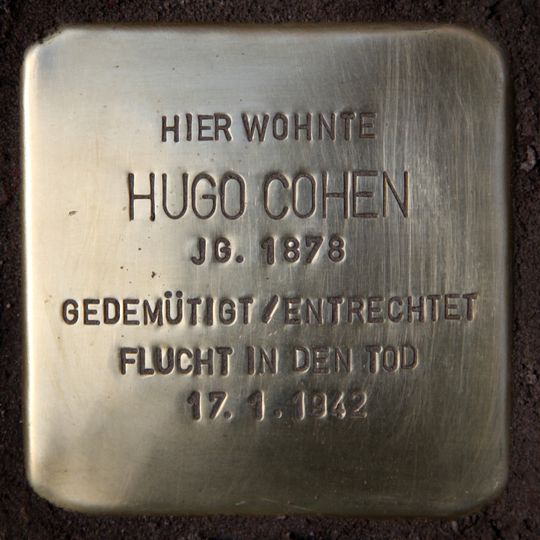 HIER WOHNTE
HUGO COHEN
JG. 1878
GEDEMÜTIGT/ENTRECHTET
FLUCHT IN DEN TOD
17. 1. 1942